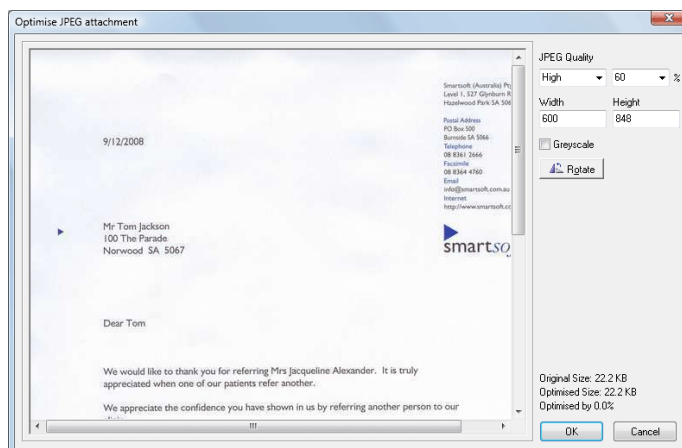 Optimise JPEG attachment
Smartsoft (Australia) Pt
Level 1, 527 Glynburn R
Hazelwood Park SA 506
Postal Address
PO Box 500
Burnside SA 5066
Telephone
08 8361 2666
Facsimile
08 8364 4760
Email
info@smartsoft.com.au
Internet
http://www.smartsoft.c
9/12/2008
Mr Tom Jackson
100 The Parade
Norwood SA 5067
smartso
Dear Tom
We would like to thank you for referring Mrs Jacqueline Alexander. It is truly
appreciated when one of our patients refer another.
We appreciate the confidence you have shown in us by referring another person to our
JPEG Quality
High 60 %
Width Height
600 848
Greyscale
Rotate
Original Size: 22.2 KB
Optimised Size: 22.2 KB
Optimised by 0.0%
OK Cancel